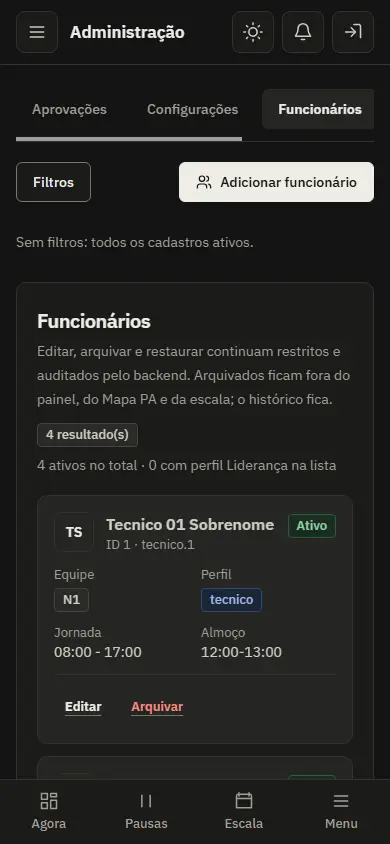 Administração
Aprovações
Configurações
Funcionários
Filtros
Adicionar funcionário
Sem filtros: todos os cadastros ativos.
Funcionários
Editar, arquivar e restaurar continuam restritos e
auditados pelo backend. Arquivados ficam fora do
painel, do Mapa PA e da escala; o histórico fica.
4 resultado(s)
4 ativos no total · 0 com perfil Liderança na lista
TS
Tecnico 01 Sobrenome
Ativo
ID 1 · tecnico.1
Equipe
Perfil
N1
tecnico
Jornada
Almoço
08:00 - 17:00
12:00-13:00
Editar
Arquivar
Agora
Pausas
Escala
Menu